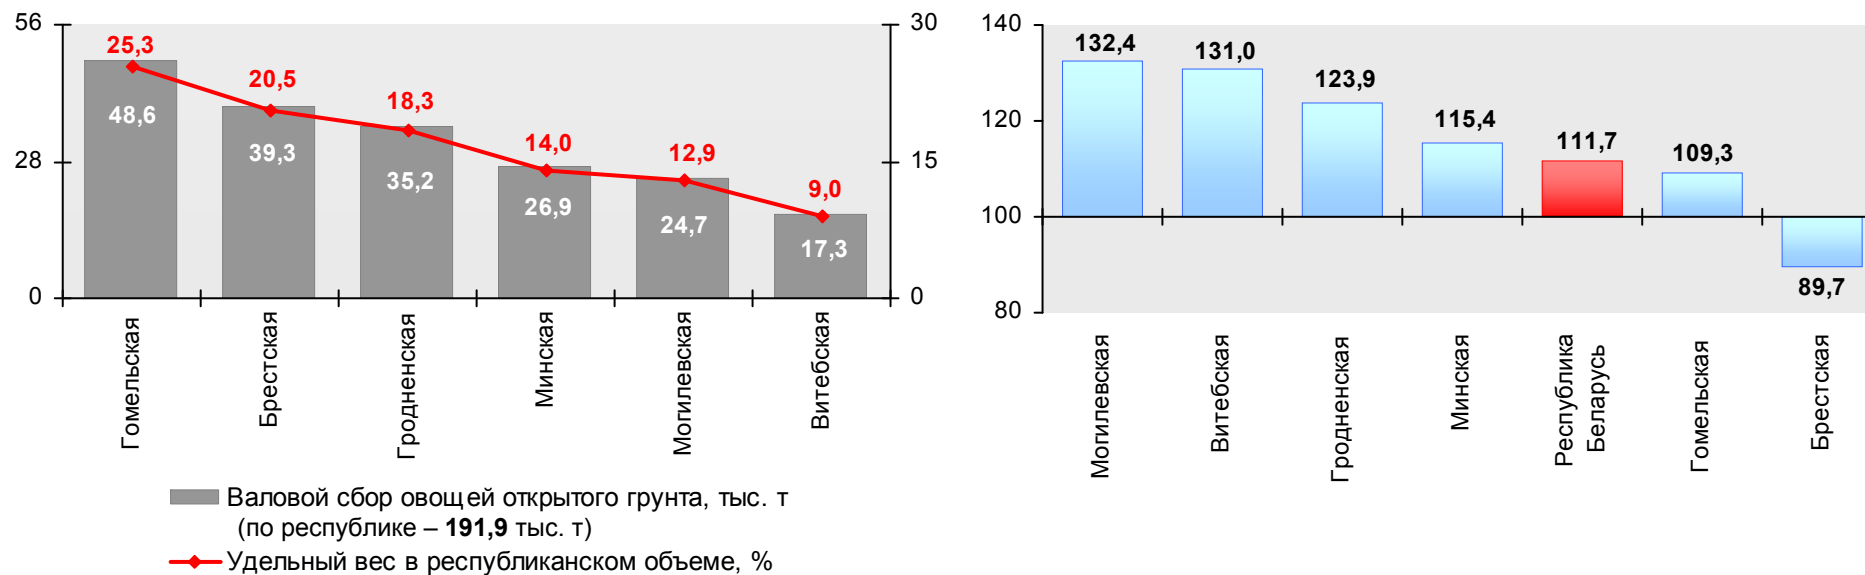 56
28
0
30
15
0
25,3
20,5
18,3
14,0
12,9
9,0
48,6
39,3
35,2
26,9
24,7
17,3
Гомельская
Брестская
Гродненская
Минская
Могилевская
Витебская
Валовой сбор овощей открытого грунта, тыс. т
(по республике – 191,9 тыс. т)
Удельный вес в республиканском объеме, %
140
120
100
80
132,4
131,0
123,9
115,4
111,7
109,3
89,7
Могилевская
Витебская
Гродненская
Минская
Республика
Беларусь
Гомельская
Брестская